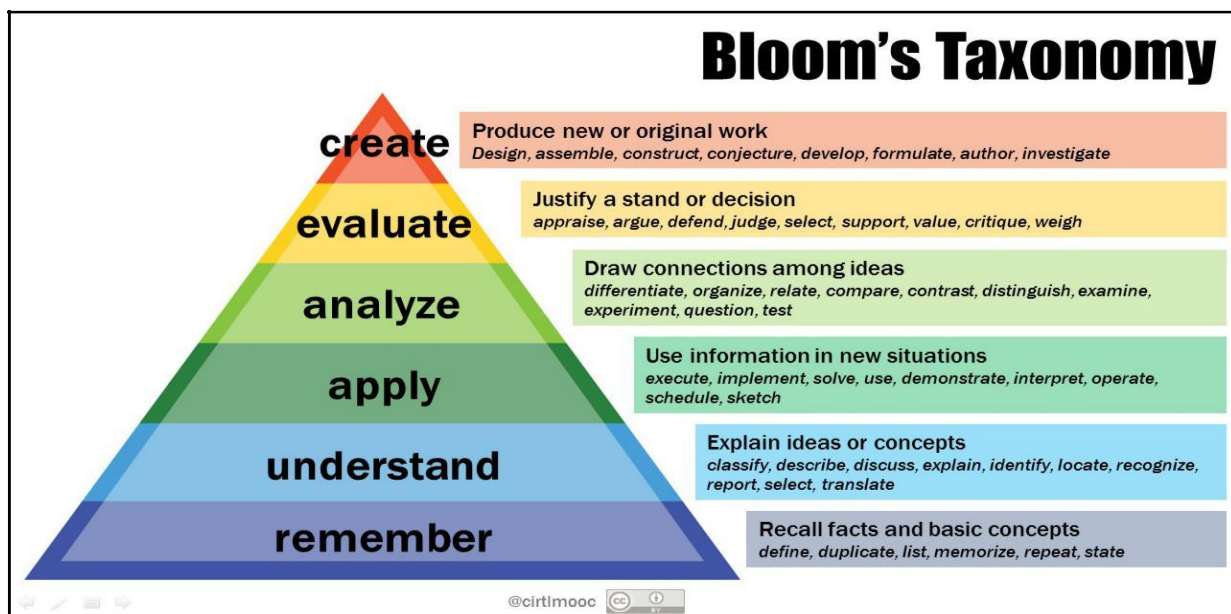 Bloom's Taxonomy
create
Produce new or original work
Design, assemble, construct, conjecture, develop, formulate, author, investigate
evaluate
Justify a stand or decision
appraise, argue, defend, judge, select, support, value, critique, weigh
analyze
Draw connections among ideas
differentiate, organize, relate, compare, contrast, distinguish, examine,
experiment, question, test
apply
Use information in new situations
execute, implement, solve, use, demonstrate, interpret, operate,
schedule, sketch
understand
Explain ideas or concepts
classify, describe, discuss, explain, identify, locate, recognize,
report, select, translate
remember
Recall facts and basic concepts
define, duplicate, list, memorize, repeat, state
@cirtlmooc
cc
BY